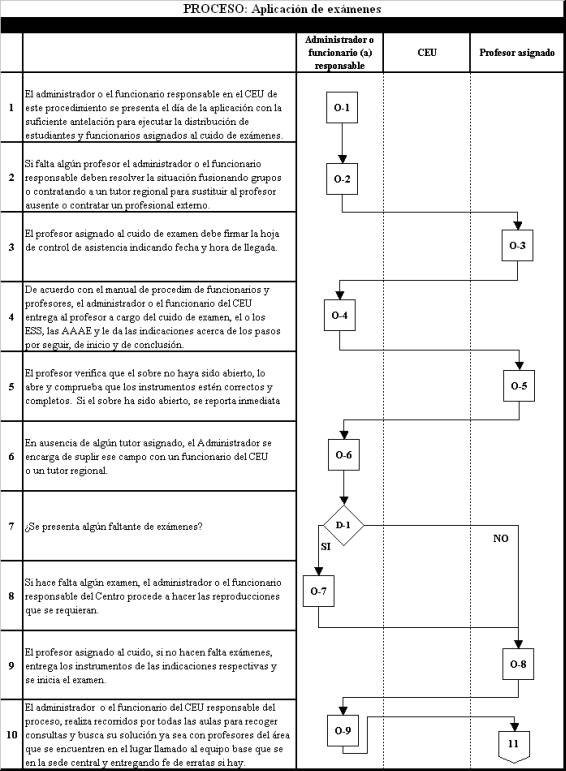 PROCESO: Aplicación de exámenes
Administrador o
funcionario (a)
responsable
CEU
Profesor asignado
1
El administrador o el funcionario responsable en el CEU de
este procedimiento se presenta el día de la aplicación con la
suficiente antelación para ejecutar la distribución de
estudiantes y funcionarios asignados al cuido de exámenes.
O-1
2
Si falta algún profesor el administrador o el funcionario
responsable deben resolver la situación fusionando grupos
o contratando a un tutor regional para sustituir al profesor
ausente o contratar un profesional externo.
O-2
3
El profesor asignado al cuido de examen debe firmar la hoja
de control de asistencia indicando fecha y hora de llegada.
O-3
4
De acuerdo con el manual de procedim de funcionarios y
profesores, el administrador o el funcionario del CEU
entrega al profesor a cargo del cuido de examen, el o los
ESS, las AAAE y le da las indicaciones acerca de los pasos
por seguir, de inicio y de conclusión.
O-4
5
El profesor verifica que el sobre no haya sido abierto, lo
abre y comprueba que los instrumentos estén correctos y
completos. Si el sobre ha sido abierto, se reporta inmediata
O-5
6
En ausencia de algún tutor asignado, el Administrador se
encarga de suplir ese campo con un funcionario del CEU
o un tutor regional.
O-6
7
¿Se presenta algún faltante de exámenes?
D-1
SI
NO
8
Si hace falta algún examen, el administrador o el funcionario
responsable del Centro procede a hacer las reproducciones
que se requieran.
O-7
9
El profesor asignado al cuido, si no hacen falta exámenes,
entrega los instrumentos de las indicaciones respectivas y
se inicia el examen.
O-8
10
El administrador o el funcionario del CEU responsable del
proceso, realiza recorridos por todas las aulas para recoger
consultas y busca su solución ya sea con profesores del área
que se encuentren en el lugar llamado al equipo base que se
en la sede central y entregando fe de erratas si hay.
O-9
11